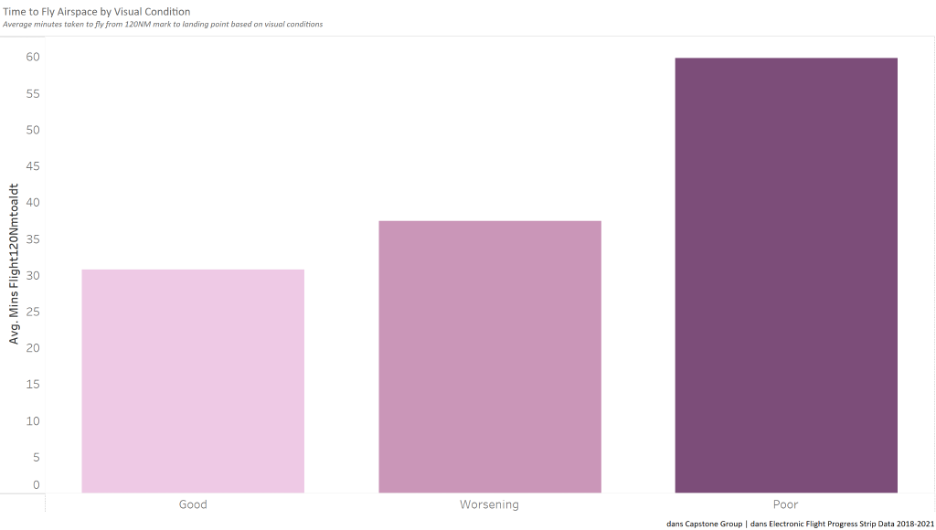 Time to Fly Airspace by Visual Condition
Average minutes taken to fly from 120NM mark to landing point based on visual conditions
60
55
50
45
40
35
30
25
20
15
10
5
0
Avg. Mins Flight120Nmtoaldt
Good
Worsening
Poor
dans Capstone Group | dans Electronic Flight Progress Strip Data 2018-2021